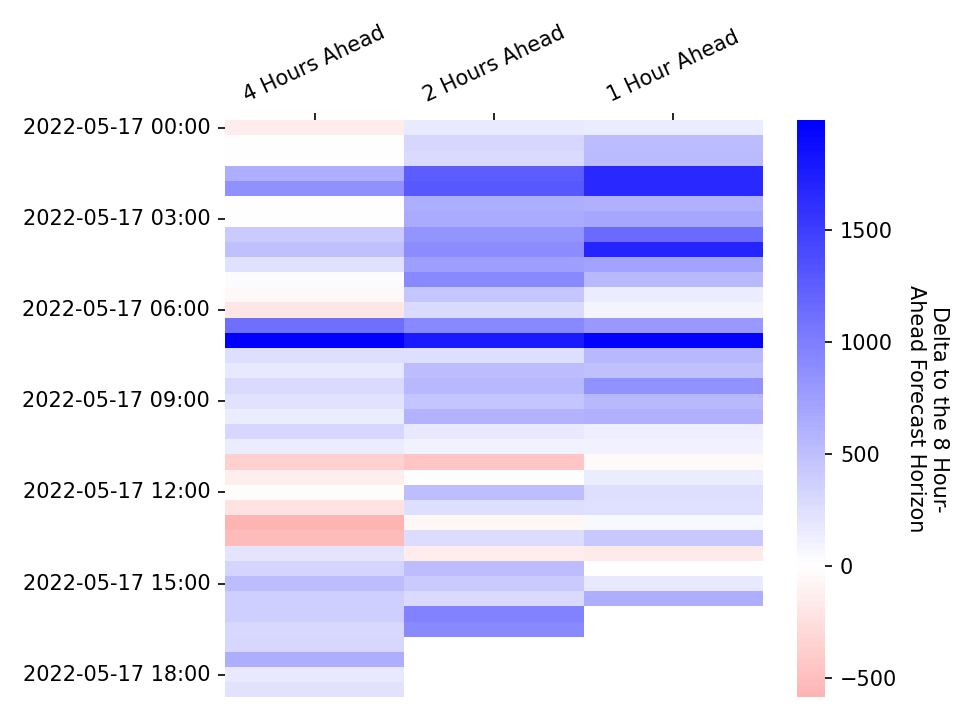 4 Hours Ahead
2 Hours Ahead
1 Hour Ahead
2022-05-17 00:00
2022-05-17 03:00
2022-05-17 06:00
2022-05-17 09:00
2022-05-17 12:00
2022-05-17 15:00
2022-05-17 18:00
1500
1000
500
0
−500
Delta to the 8 Hour-
Ahead Forecast Horizon